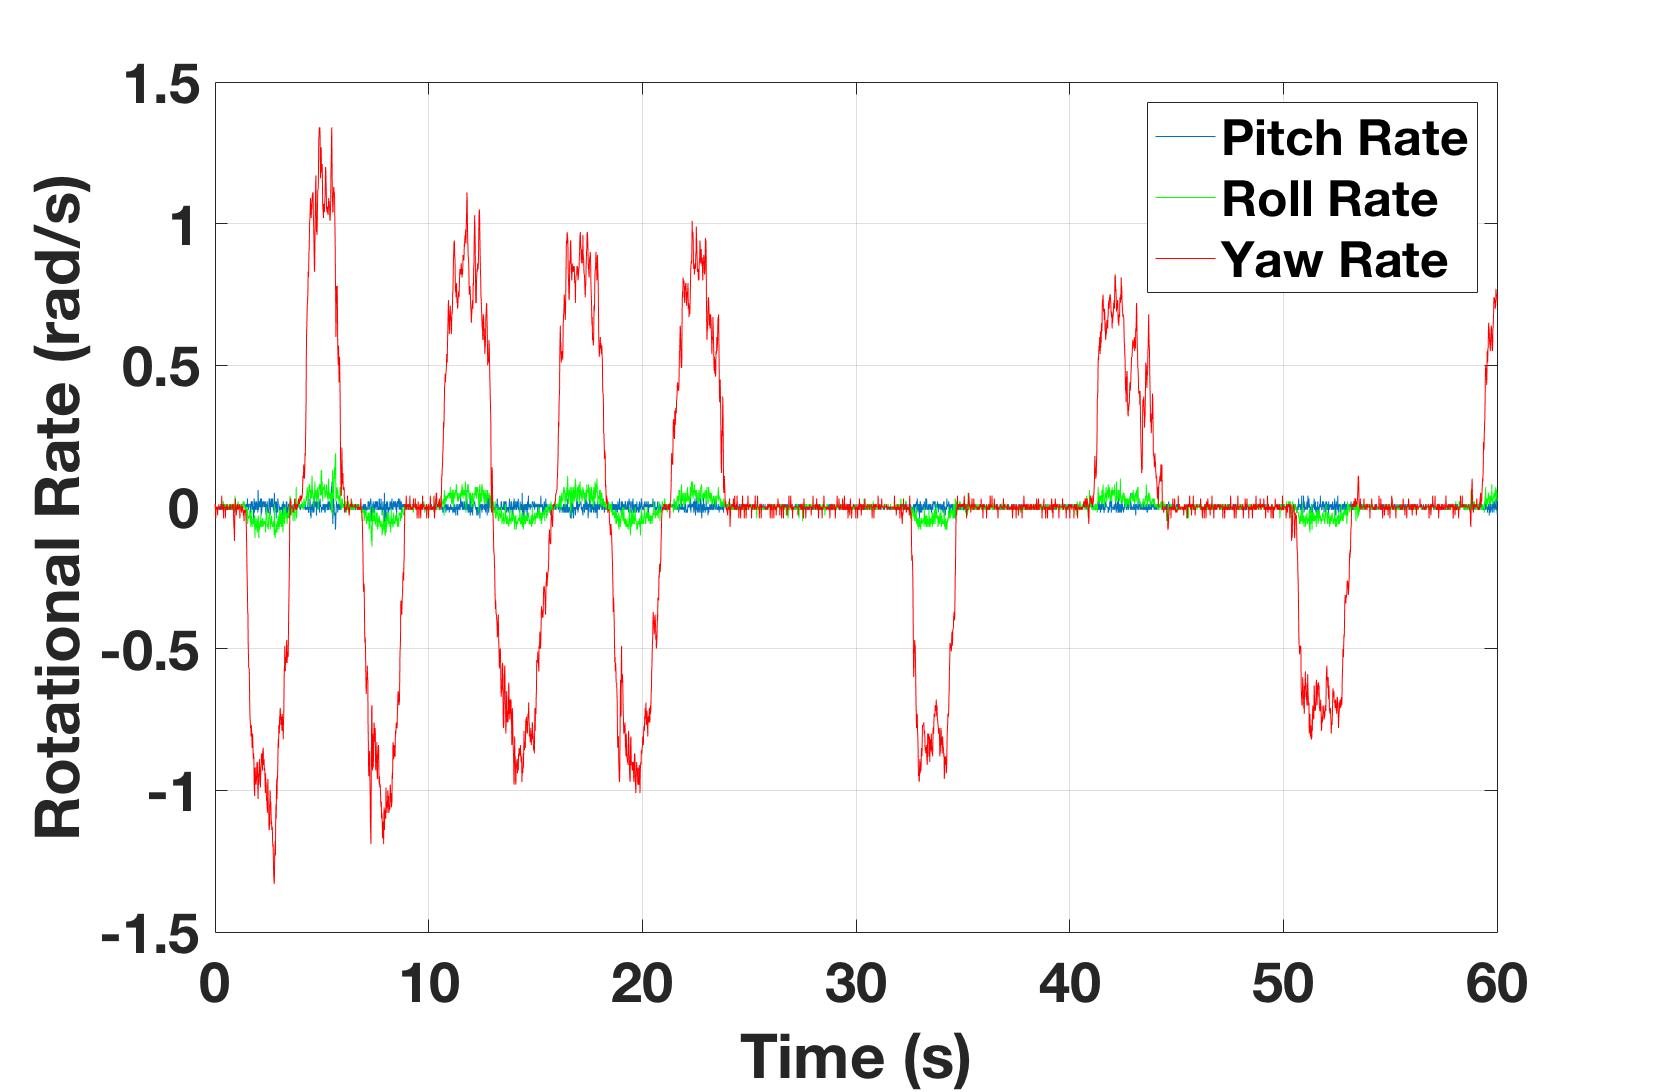 Rotational Rate (rad/s)
1.5
1
0.5
0
-0.5
-1
-1.5
Pitch Rate
Roll Rate
Yaw Rate
0 10 20 30 40 50 60
Time (s)